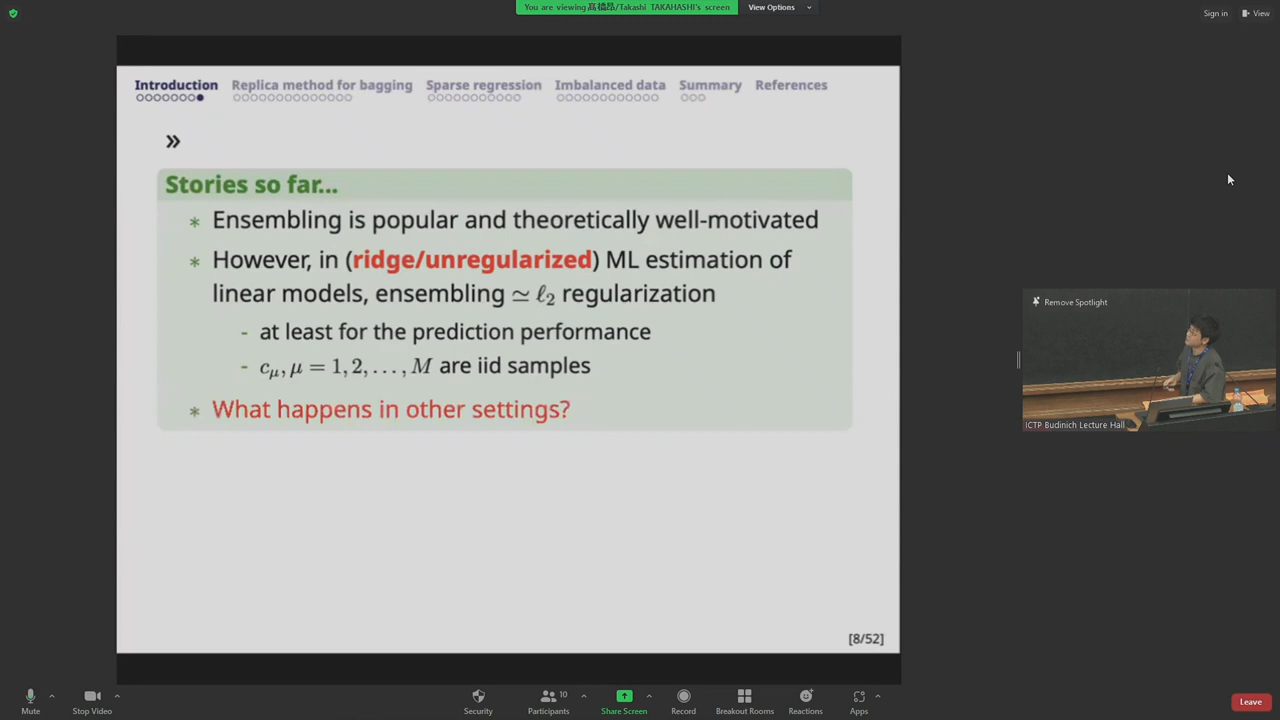 You are viewing 髙橋昂/Takashi TAKAHASHI's screen
View Options
Sign in
View
Introduction
Replica method for bagging
Sparse regression
Imbalanced data
Summary
References
»
Stories so far...
* Ensembling is popular and theoretically well-motivated
* However, in (ridge/unregularized) ML estimation of
linear models, ensembling ≃ ℓ₂ regularization
- at least for the prediction performance
- c_μ, μ = 1, 2, . . . , M are iid samples
* What happens in other settings?
[8/52]
Remove Spotlight
ICTP Budinich Lecture Hall
Mute
Stop Video
Security
Participants
10
Share Screen
Record
Breakout Rooms
Reactions
Apps
Leave